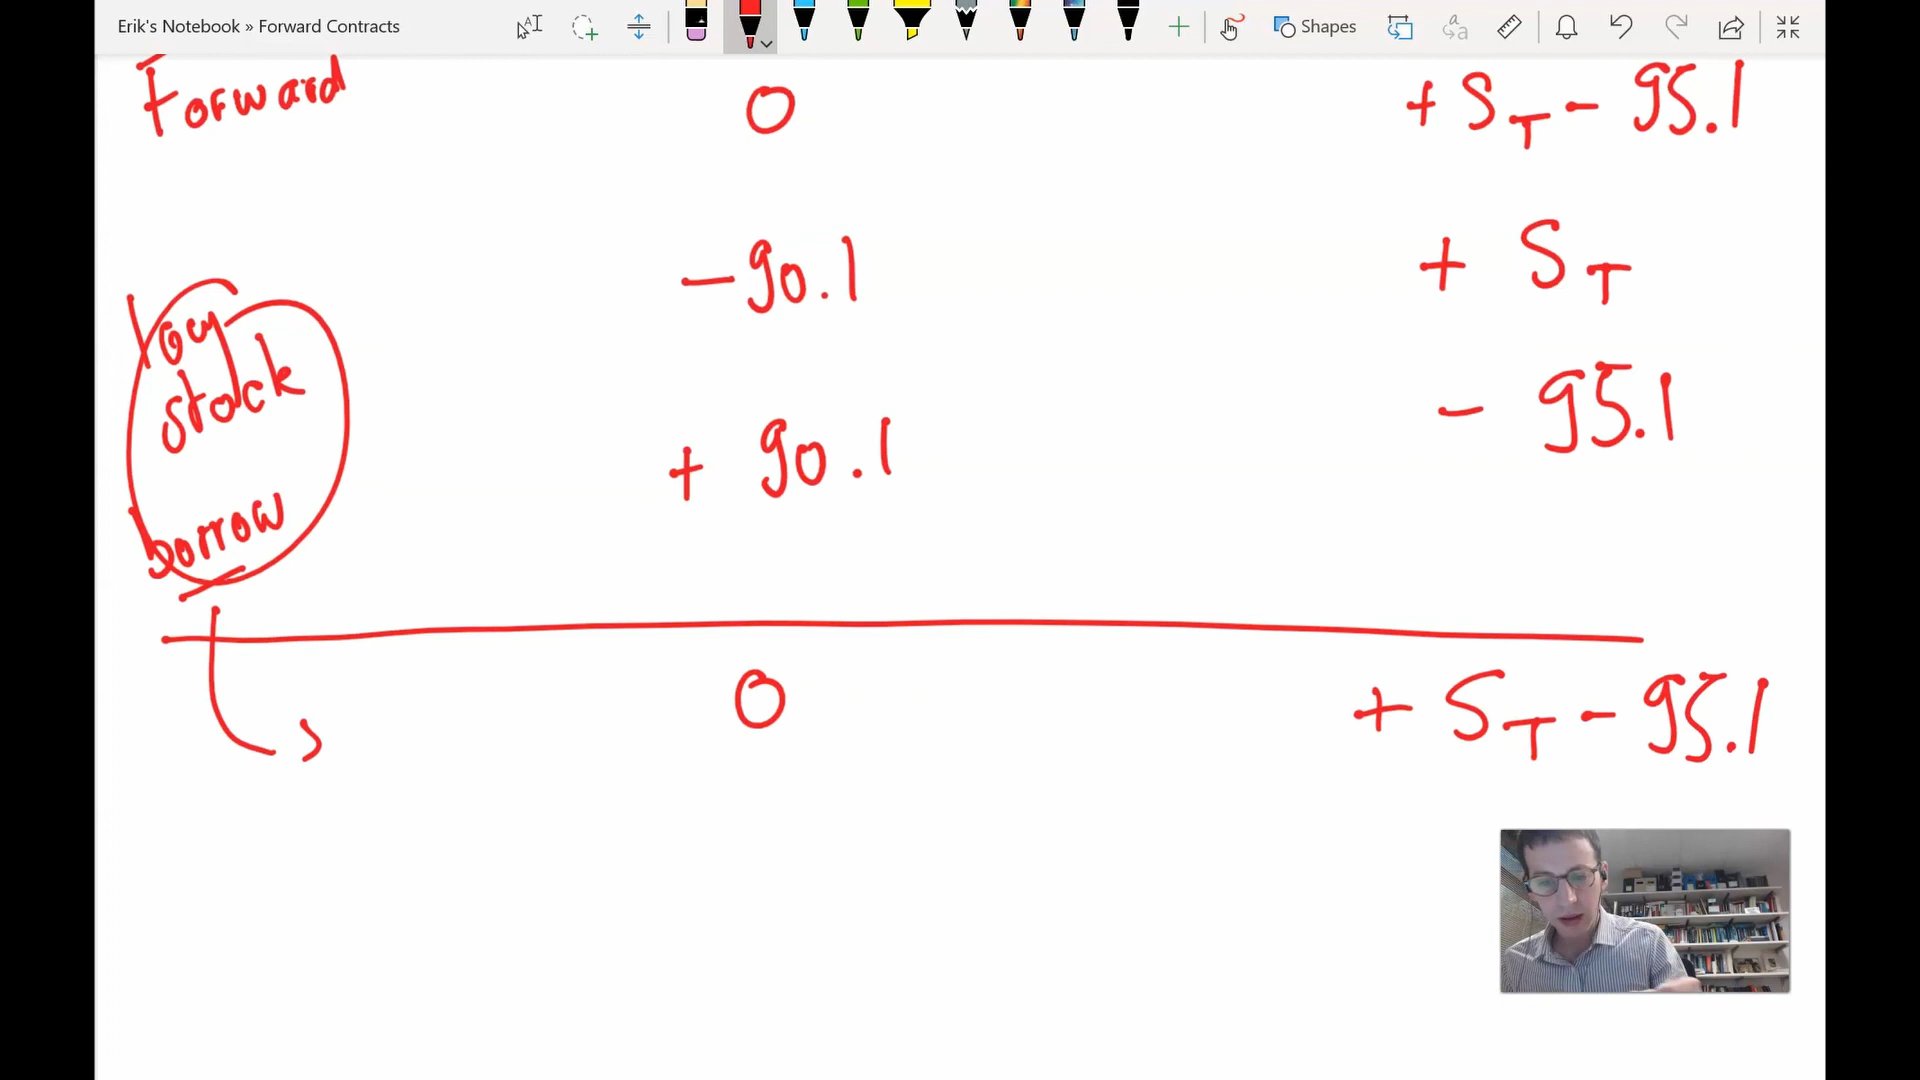 Erik's Notebook » Forward Contracts
Shapes
Forward 0 + S_T - 95.1
- 90.1 + S_T
buy
stock
+ 90.1 - 95.1
borrow
0 + S_T - 95.1